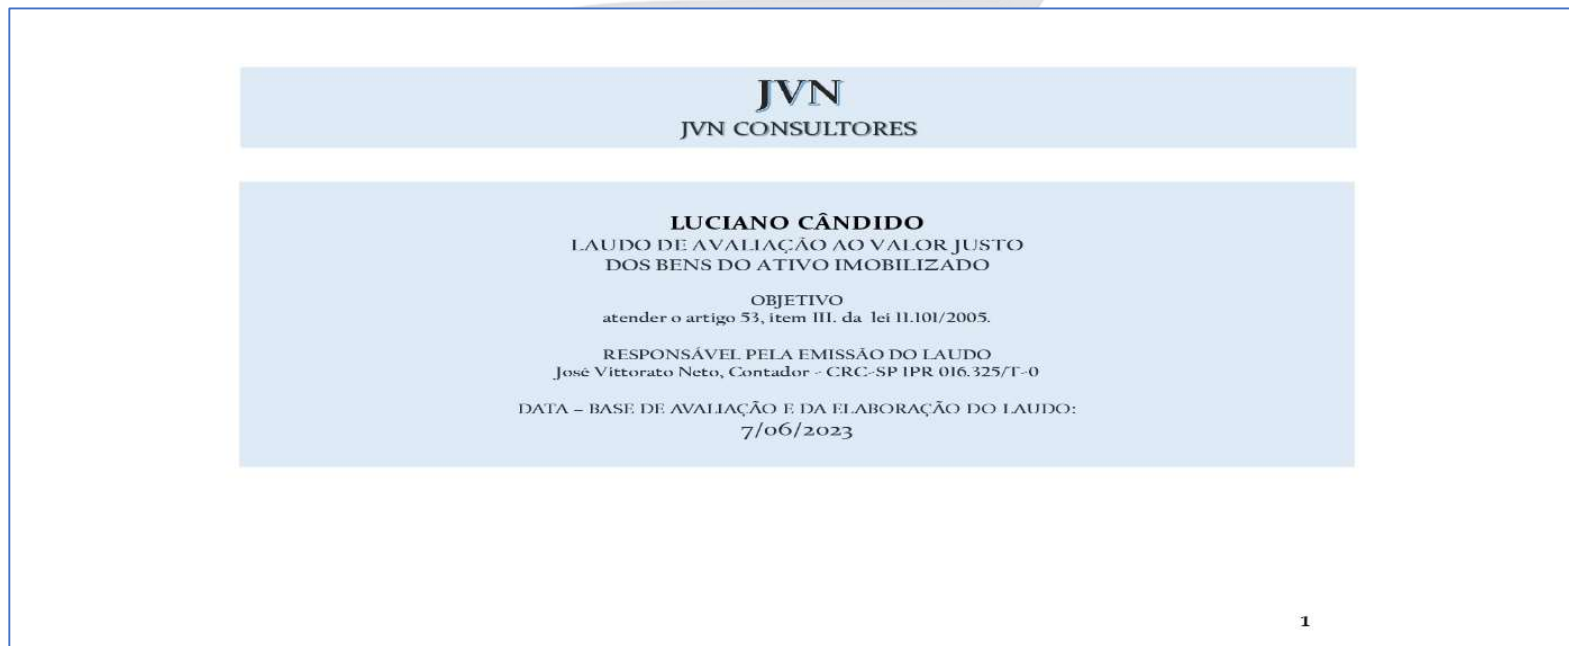 JVN
JVN CONSULTORES
LUCIANO CÂNDIDO
LAUDO DE AVALIAÇÃO AO VALOR JUSTO
DOS BENS DO ATIVO IMOBILIZADO
OBJETIVO
atender o artigo 53, item III. da lei 11.101/2005.
RESPONSÁVEL PELA EMISSÃO DO LAUDO
José Vittorato Neto, Contador - CRC-SP 1PR 016.325/T-0
DATA – BASE DE AVALIAÇÃO E DA ELABORAÇÃO DO LAUDO:
7/06/2023
1